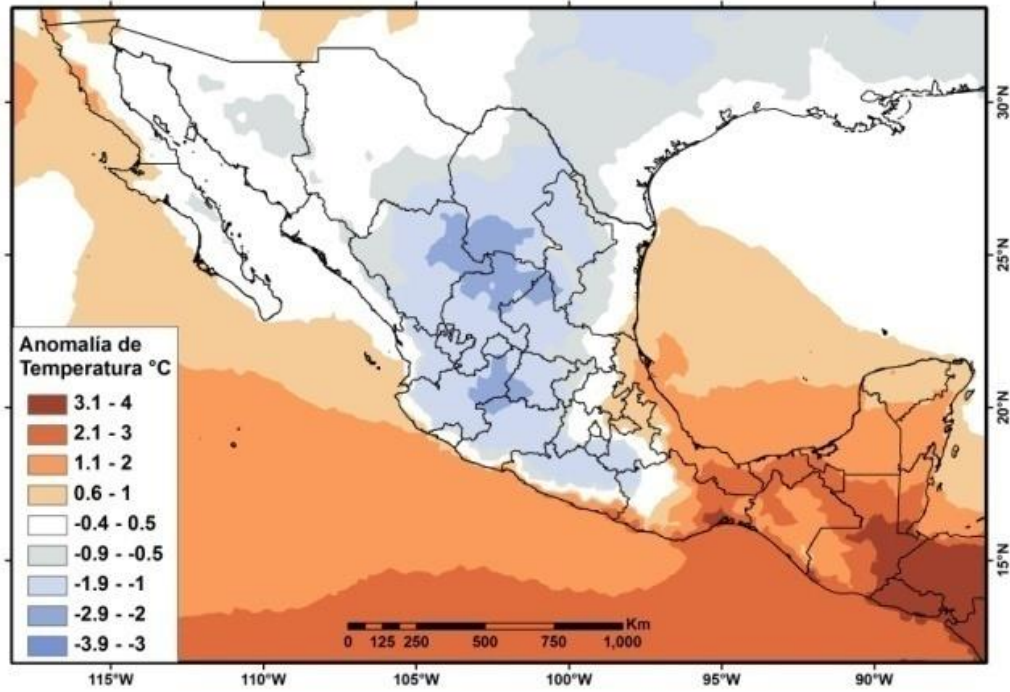 30°N
25°N
20°N
15°N
Anomalía de
Temperatura °C
3.1 - 4
2.1 - 3
1.1 - 2
0.6 - 1
-0.4 - 0.5
-0.9 - -0.5
-1.9 - -1
-2.9 - -2
-3.9 - -3
Km
0 125 250 500 750 1,000
115°W 110°W 105°W 100°W 95°W 90°W